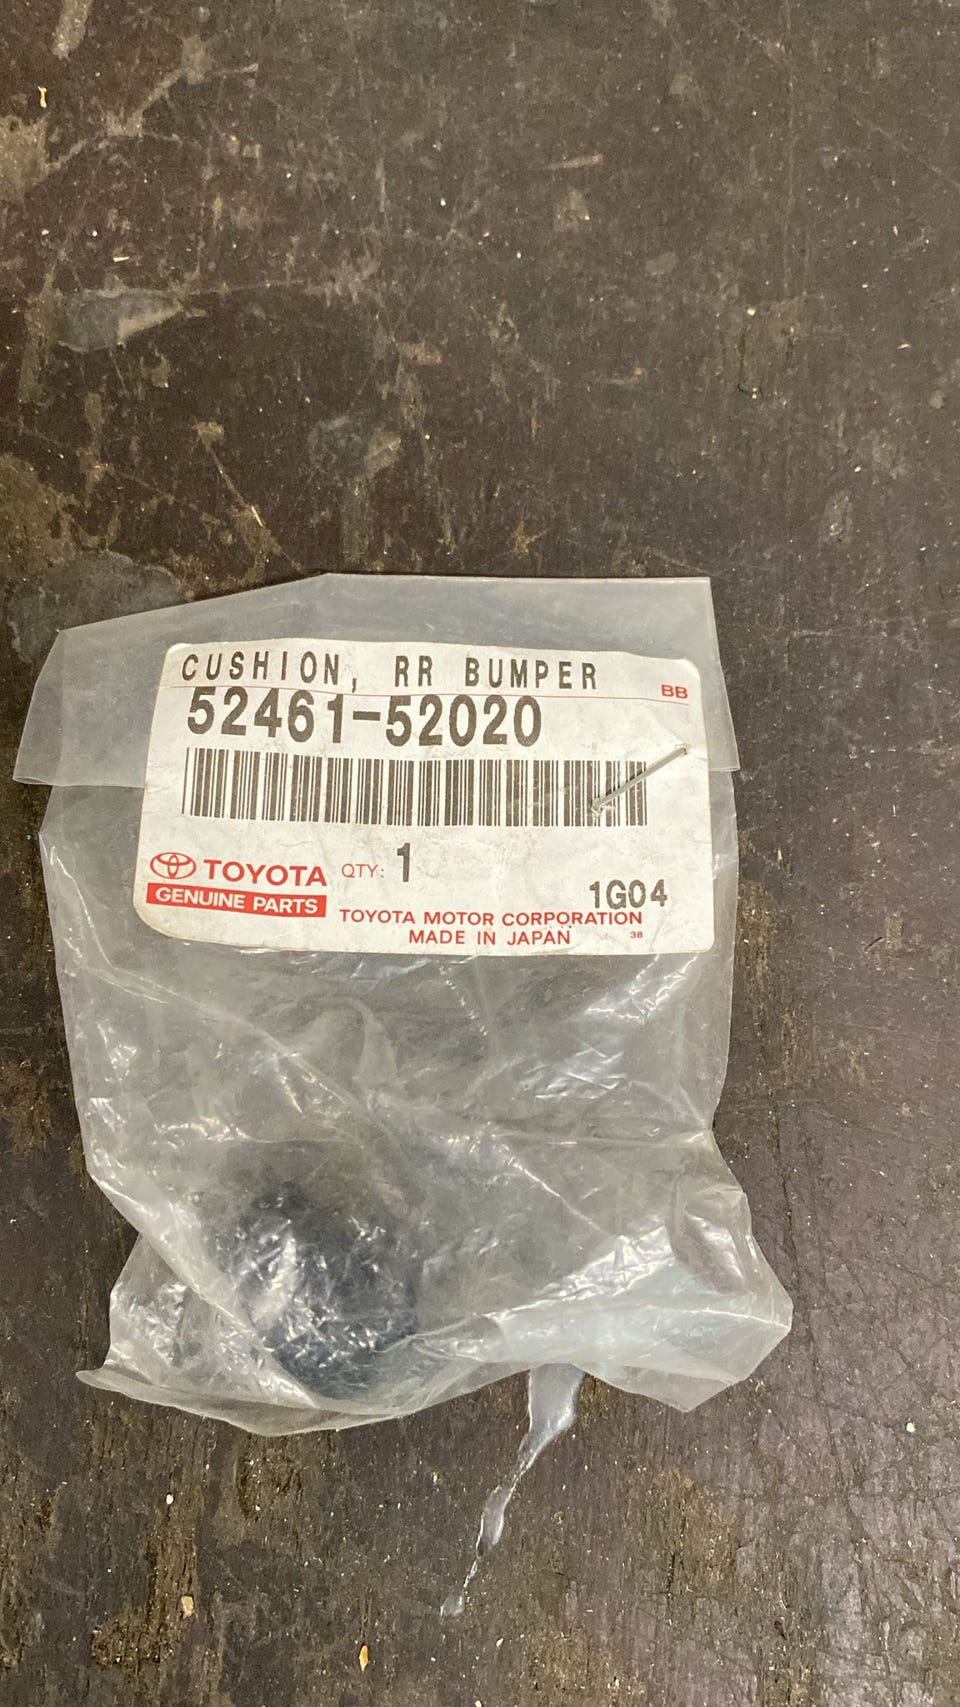 CUSHION, RR BUMPER
BB
52461-52020
TOYOTA
GENUINE PARTS
QTY: 1
1G04
TOYOTA MOTOR CORPORATION
MADE IN JAPAN 38